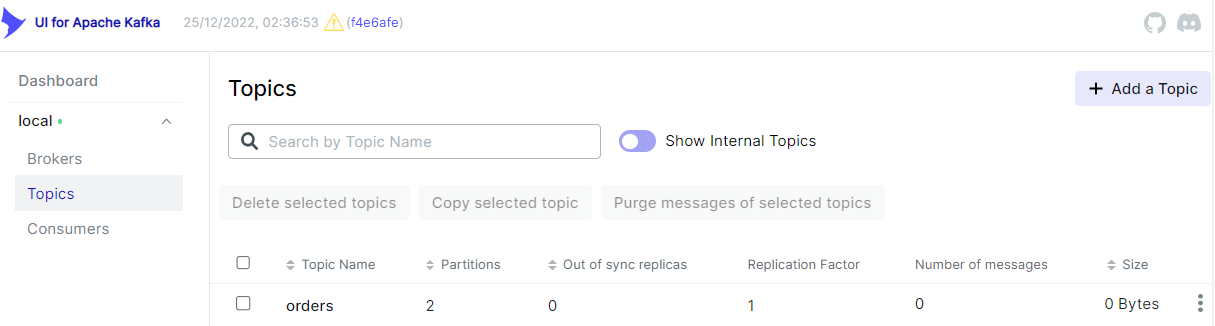 UI for Apache Kafka 25/12/2022, 02:36:53 (f4e6afe)
Dashboard
local
Brokers
Topics
Consumers
Topics
+ Add a Topic
Search by Topic Name
Show Internal Topics
Delete selected topics Copy selected topic Purge messages of selected topics
Topic Name Partitions Out of sync replicas Replication Factor Number of messages Size
orders 2 0 1 0 0 Bytes